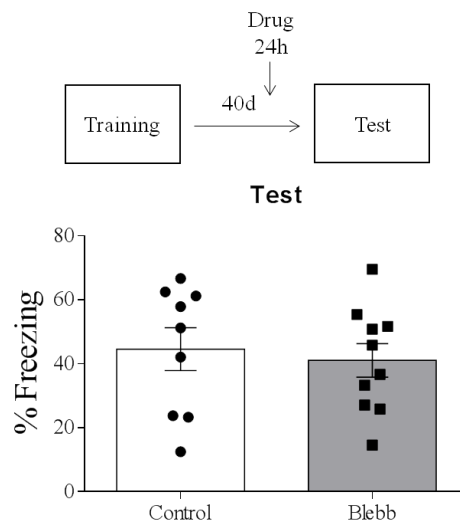 Drug
24h
Training
40d
Test
Test
% Freezing
80
60
40
20
0
Control
Blebb